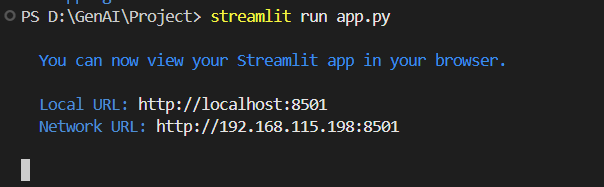 PS D:\GenAI\Project> streamlit run app.py
You can now view your Streamlit app in your browser.
Local URL: http://localhost:8501
Network URL: http://192.168.115.198:8501